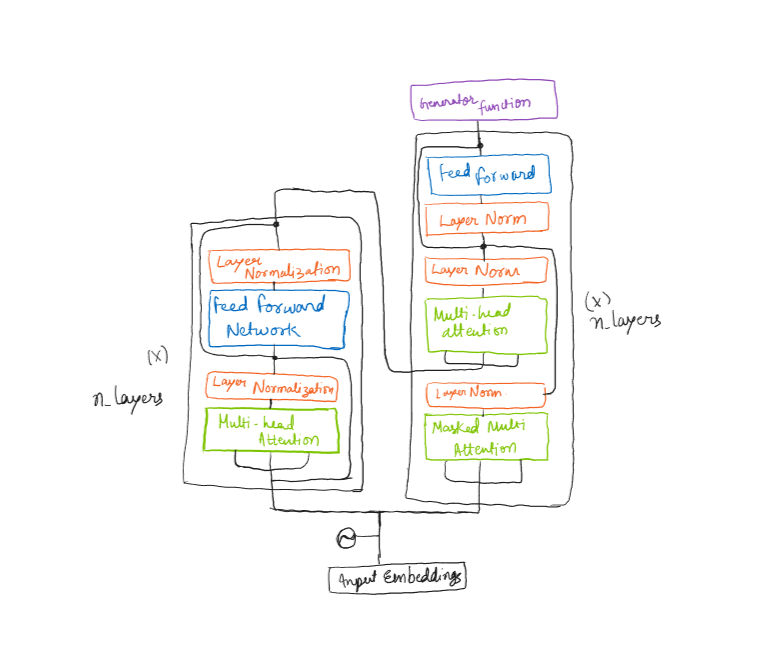 Generator function
Feed forward
Layer Norm
Layer Norm
Multi-head
attention
Layer Norm
Masked Multi
Attention
(x)
n_layers
Layer
Normalization
Feed forward
Network
Layer Normalization
Multi-head
Attention
(x)
n_layers
Input Embeddings